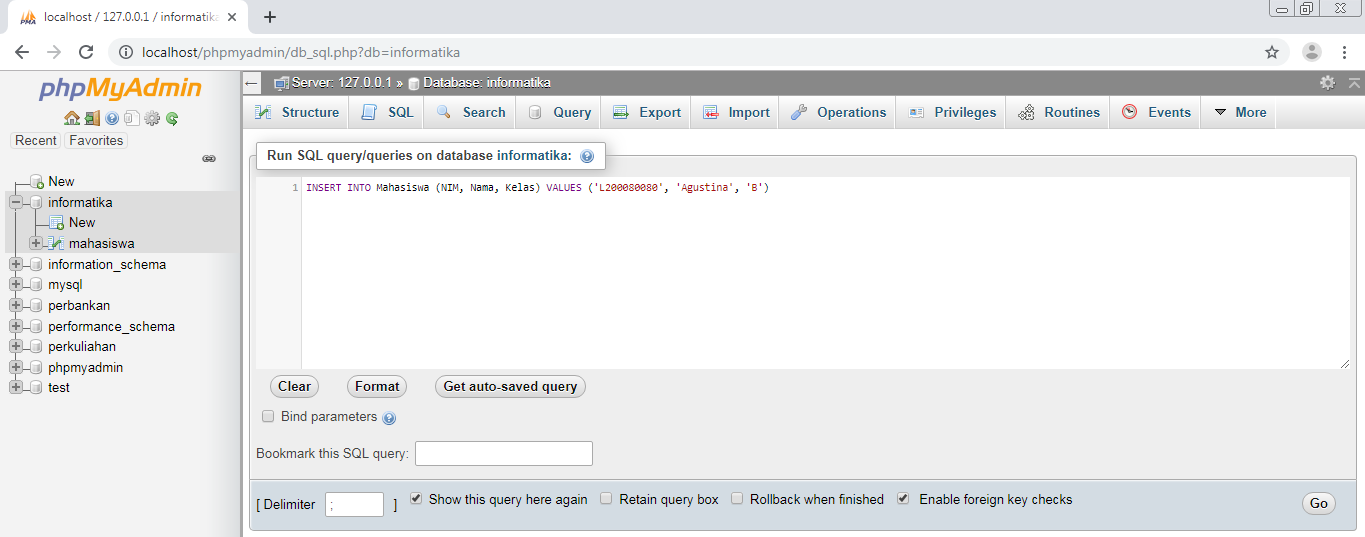 PMA localhost / 127.0.0.1 / informatika
localhost/phpmyadmin/db_sql.php?db=informatika
phpMyAdmin
Recent Favorites
New
informatika
New
mahasiswa
information_schema
mysql
perbankan
performance_schema
perkuliahan
phpmyadmin
test
Server: 127.0.0.1 » Database: informatika
Structure SQL Search Query Export Import Operations Privileges Routines Events More
Run SQL query/queries on database informatika:
1 INSERT INTO Mahasiswa (NIM, Nama, Kelas) VALUES ('L200080080', 'Agustina', 'B')
Clear Format Get auto-saved query
Bind parameters
Bookmark this SQL query:
[ Delimiter ; ] Show this query here again Retain query box Rollback when finished Enable foreign key checks Go